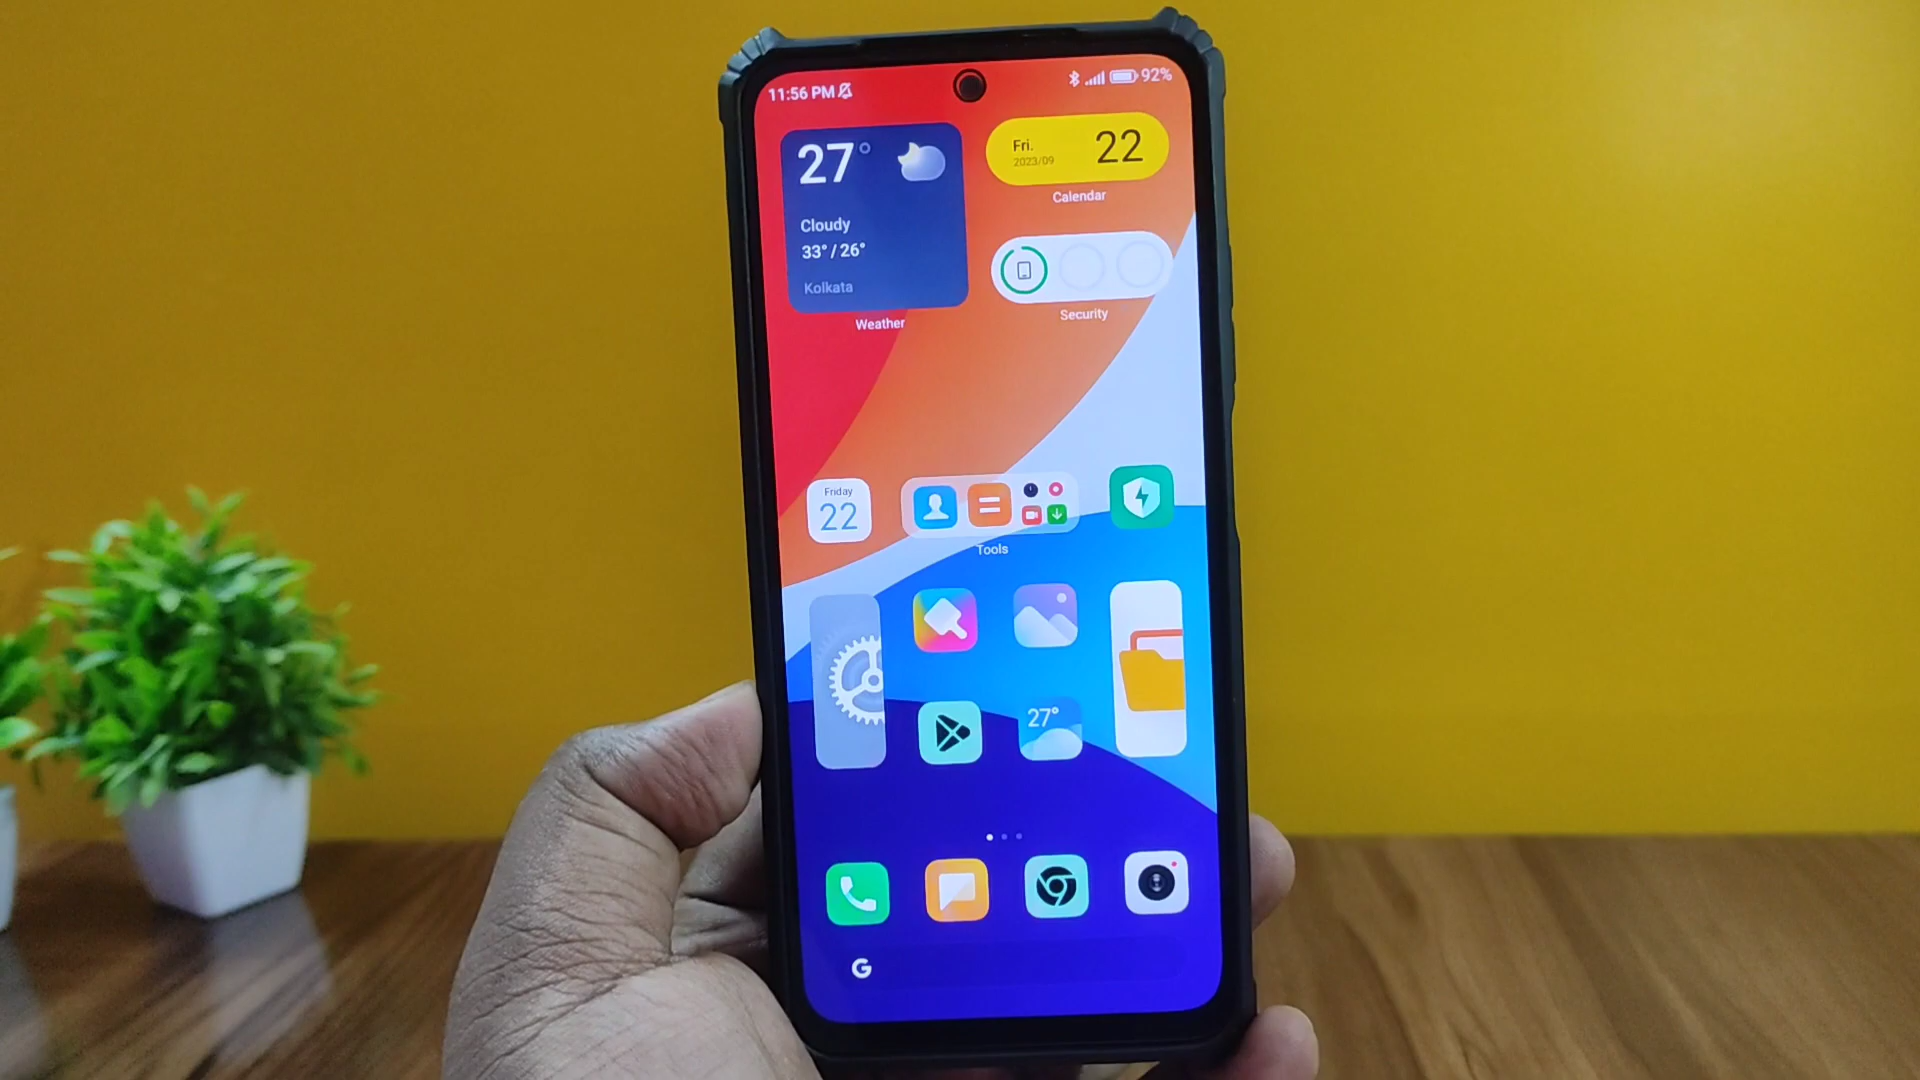 11:56 PM
92%
27°
Cloudy
33° / 26°
Kolkata
Weather
Fri.
2023/09
22
Calendar
Security
Friday
22
Tools
27°
G